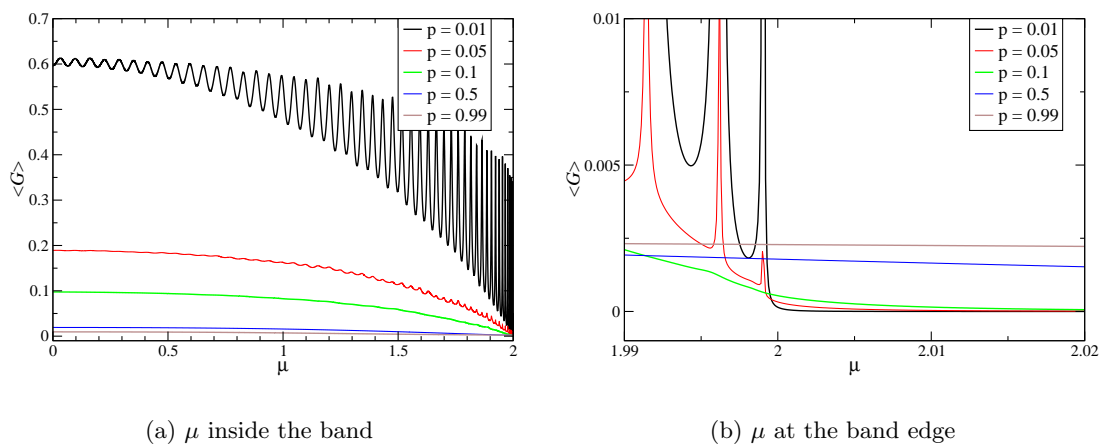 0.7
0.6
0.5
0.4
0.3
0.2
0.1
0
<G>
0
0.5
1
1.5
2
μ
p = 0.01
p = 0.05
p = 0.1
p = 0.5
p = 0.99
(a) μ inside the band
0.01
0.005
0
<G>
1.99
2
2.01
2.02
μ
p = 0.01
p = 0.05
p = 0.1
p = 0.5
p = 0.99
(b) μ at the band edge